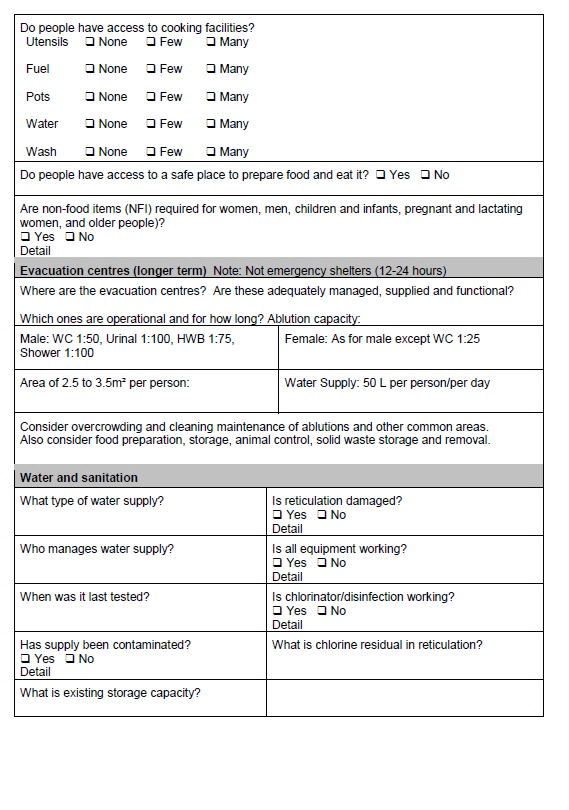 Do people have access to cooking facilities?
Utensils ❑ None ❑ Few ❑ Many
Fuel ❑ None ❑ Few ❑ Many
Pots ❑ None ❑ Few ❑ Many
Water ❑ None ❑ Few ❑ Many
Wash ❑ None ❑ Few ❑ Many
Do people have access to a safe place to prepare food and eat it? ❑ Yes ❑ No
Are non-food items (NFI) required for women, men, children and infants, pregnant and lactating
women, and older people)?
❑ Yes ❑ No
Detail
Evacuation centres (longer term) Note: Not emergency shelters (12-24 hours)
Where are the evacuation centres? Are these adequately managed, supplied and functional?
Which ones are operational and for how long? Ablution capacity:
Male: WC 1:50, Urinal 1:100, HWB 1:75,
Shower 1:100
Female: As for male except WC 1:25
Area of 2.5 to 3.5m² per person:
Water Supply: 50 L per person/per day
Consider overcrowding and cleaning maintenance of ablutions and other common areas.
Also consider food preparation, storage, animal control, solid waste storage and removal.
Water and sanitation
What type of water supply?
Is reticulation damaged?
❑ Yes ❑ No
Detail
Who manages water supply?
Is all equipment working?
❑ Yes ❑ No
Detail
When was it last tested?
Is chlorinator/disinfection working?
❑ Yes ❑ No
Detail
Has supply been contaminated?
❑ Yes ❑ No
Detail
What is chlorine residual in reticulation?
What is existing storage capacity?